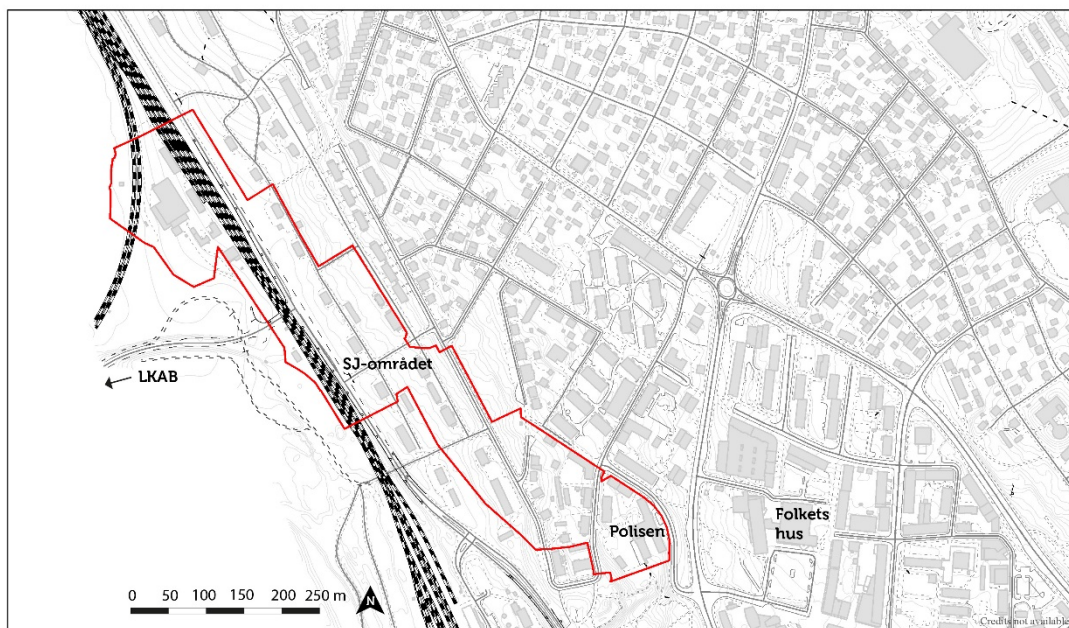 SJ-området
← LKAB
Polisen
Folkets
hus
0 50 100 150 200 250 m
N
Credits not available